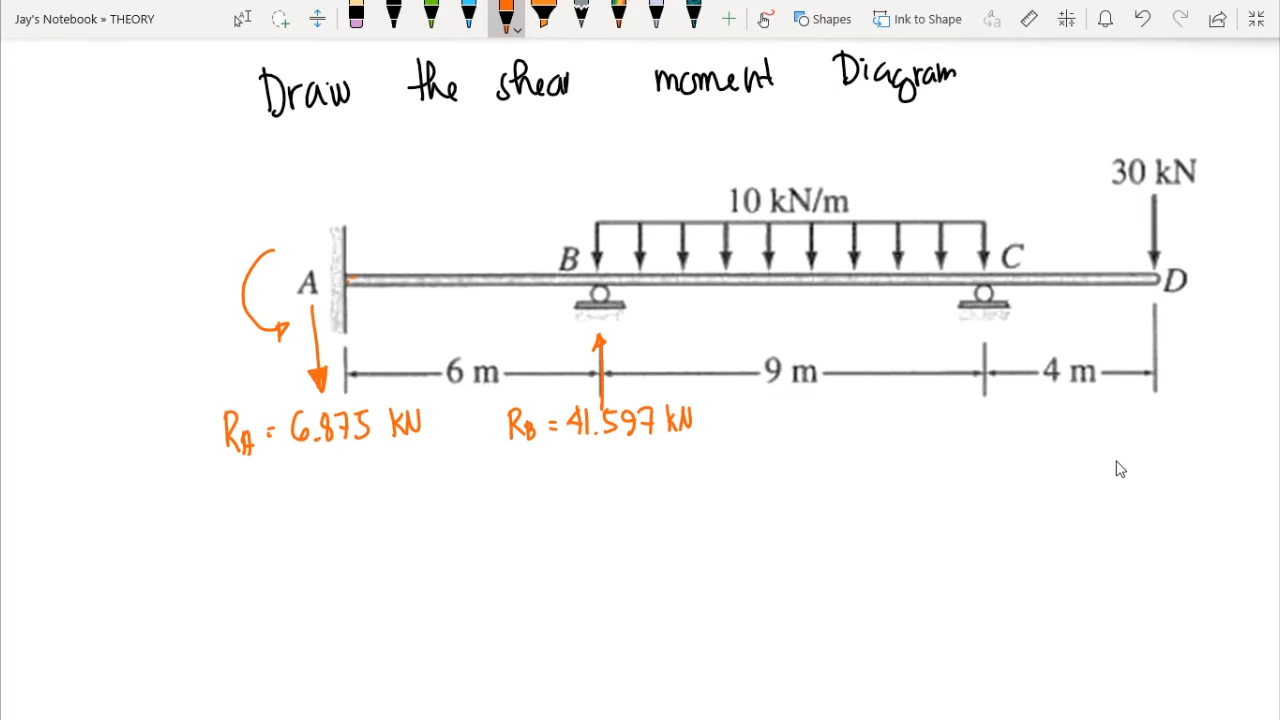 Jay's Notebook » THEORY
Shapes
Ink to Shape
Draw the shear moment Diagram
30 kN
10 kN/m
B
C
A
D
6 m
9 m
4 m
RA = 6.875 KN
RB = 41.597 KN